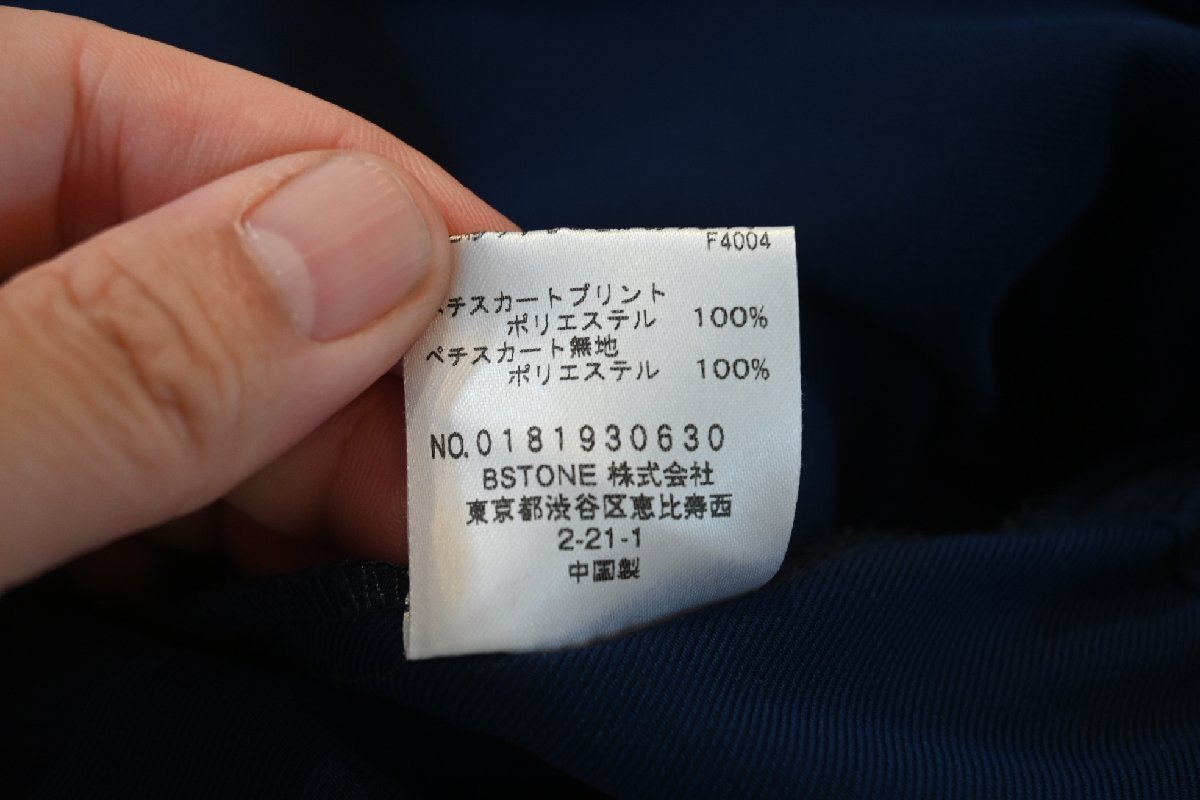 F4004
ペチスカートプリント
ポリエステル 100%
ペチスカート無地
ポリエステル 100%
NO.0181930630
BSTONE 株式会社
東京都渋谷区恵比寿西
2-21-1
中国製